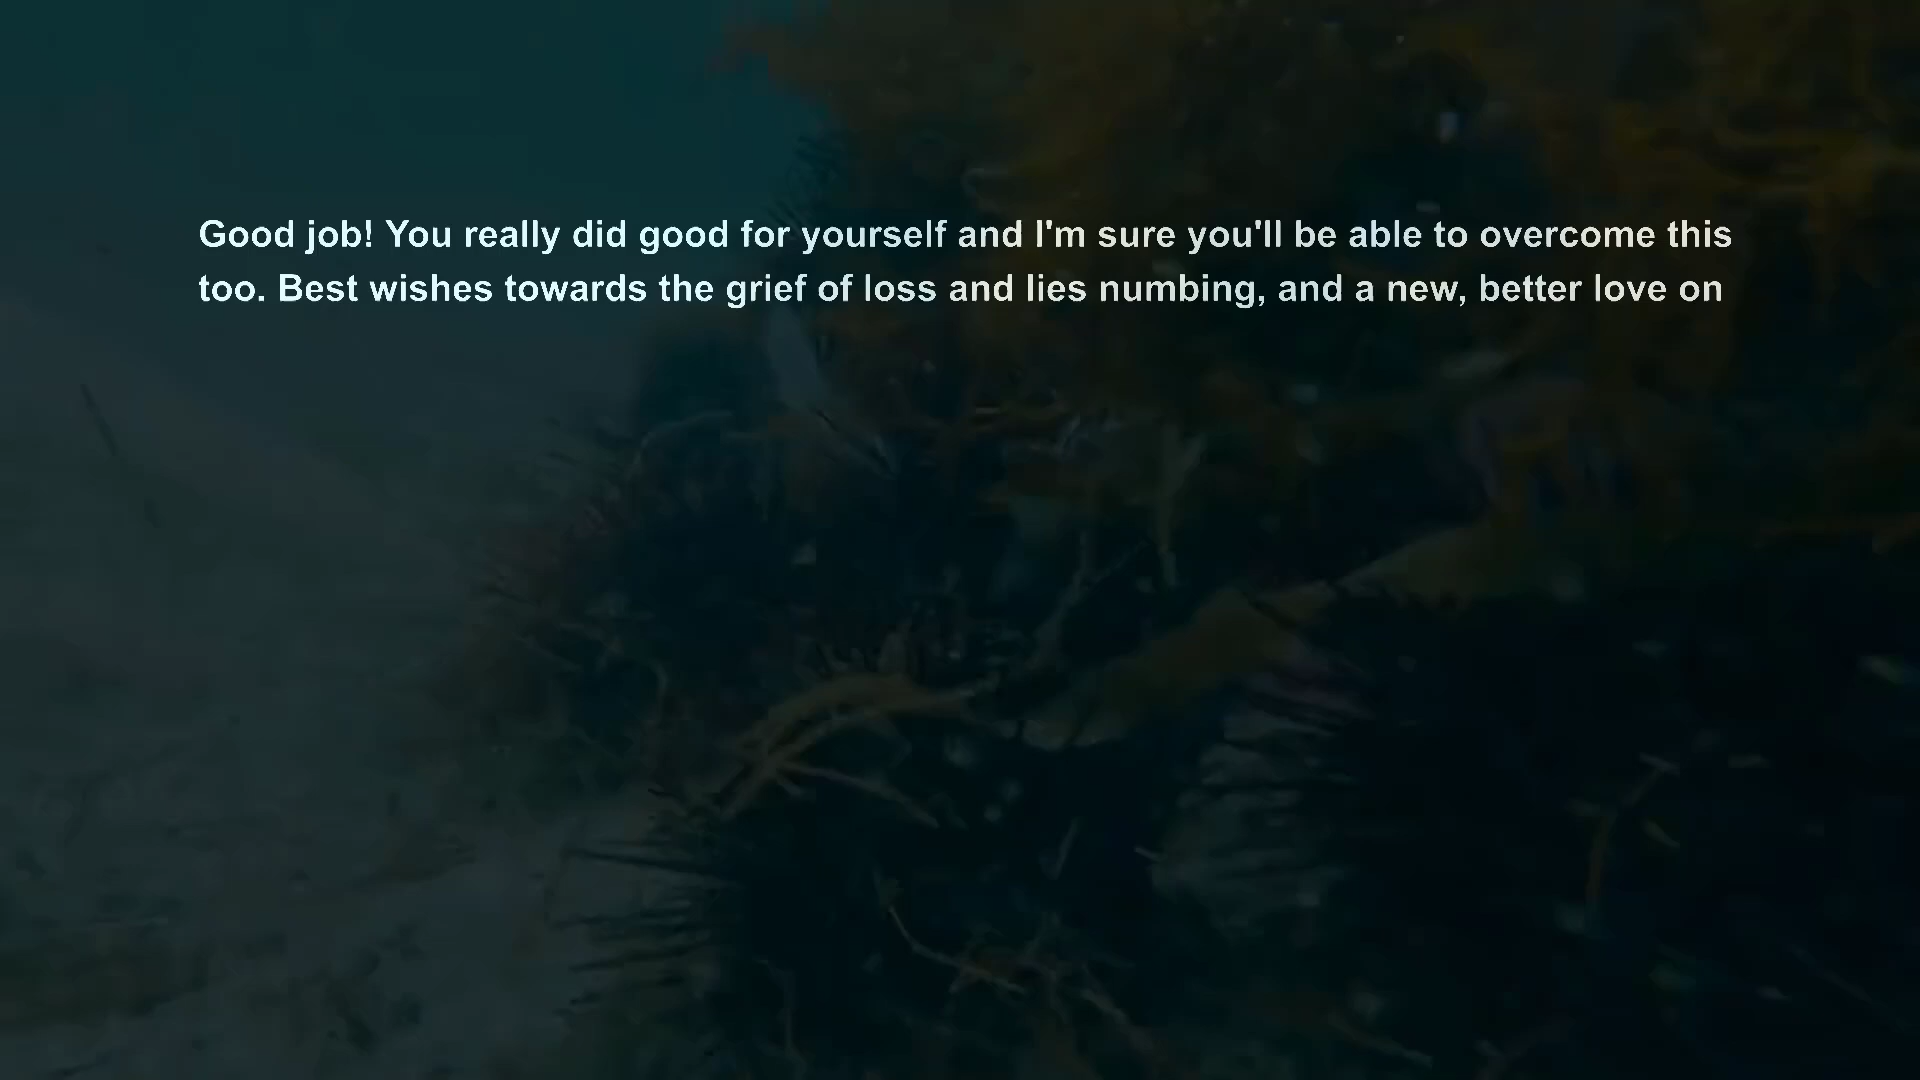 Good job! You really did good for yourself and I'm sure you'll be able to overcome this
too. Best wishes towards the grief of loss and lies numbing, and a new, better love on